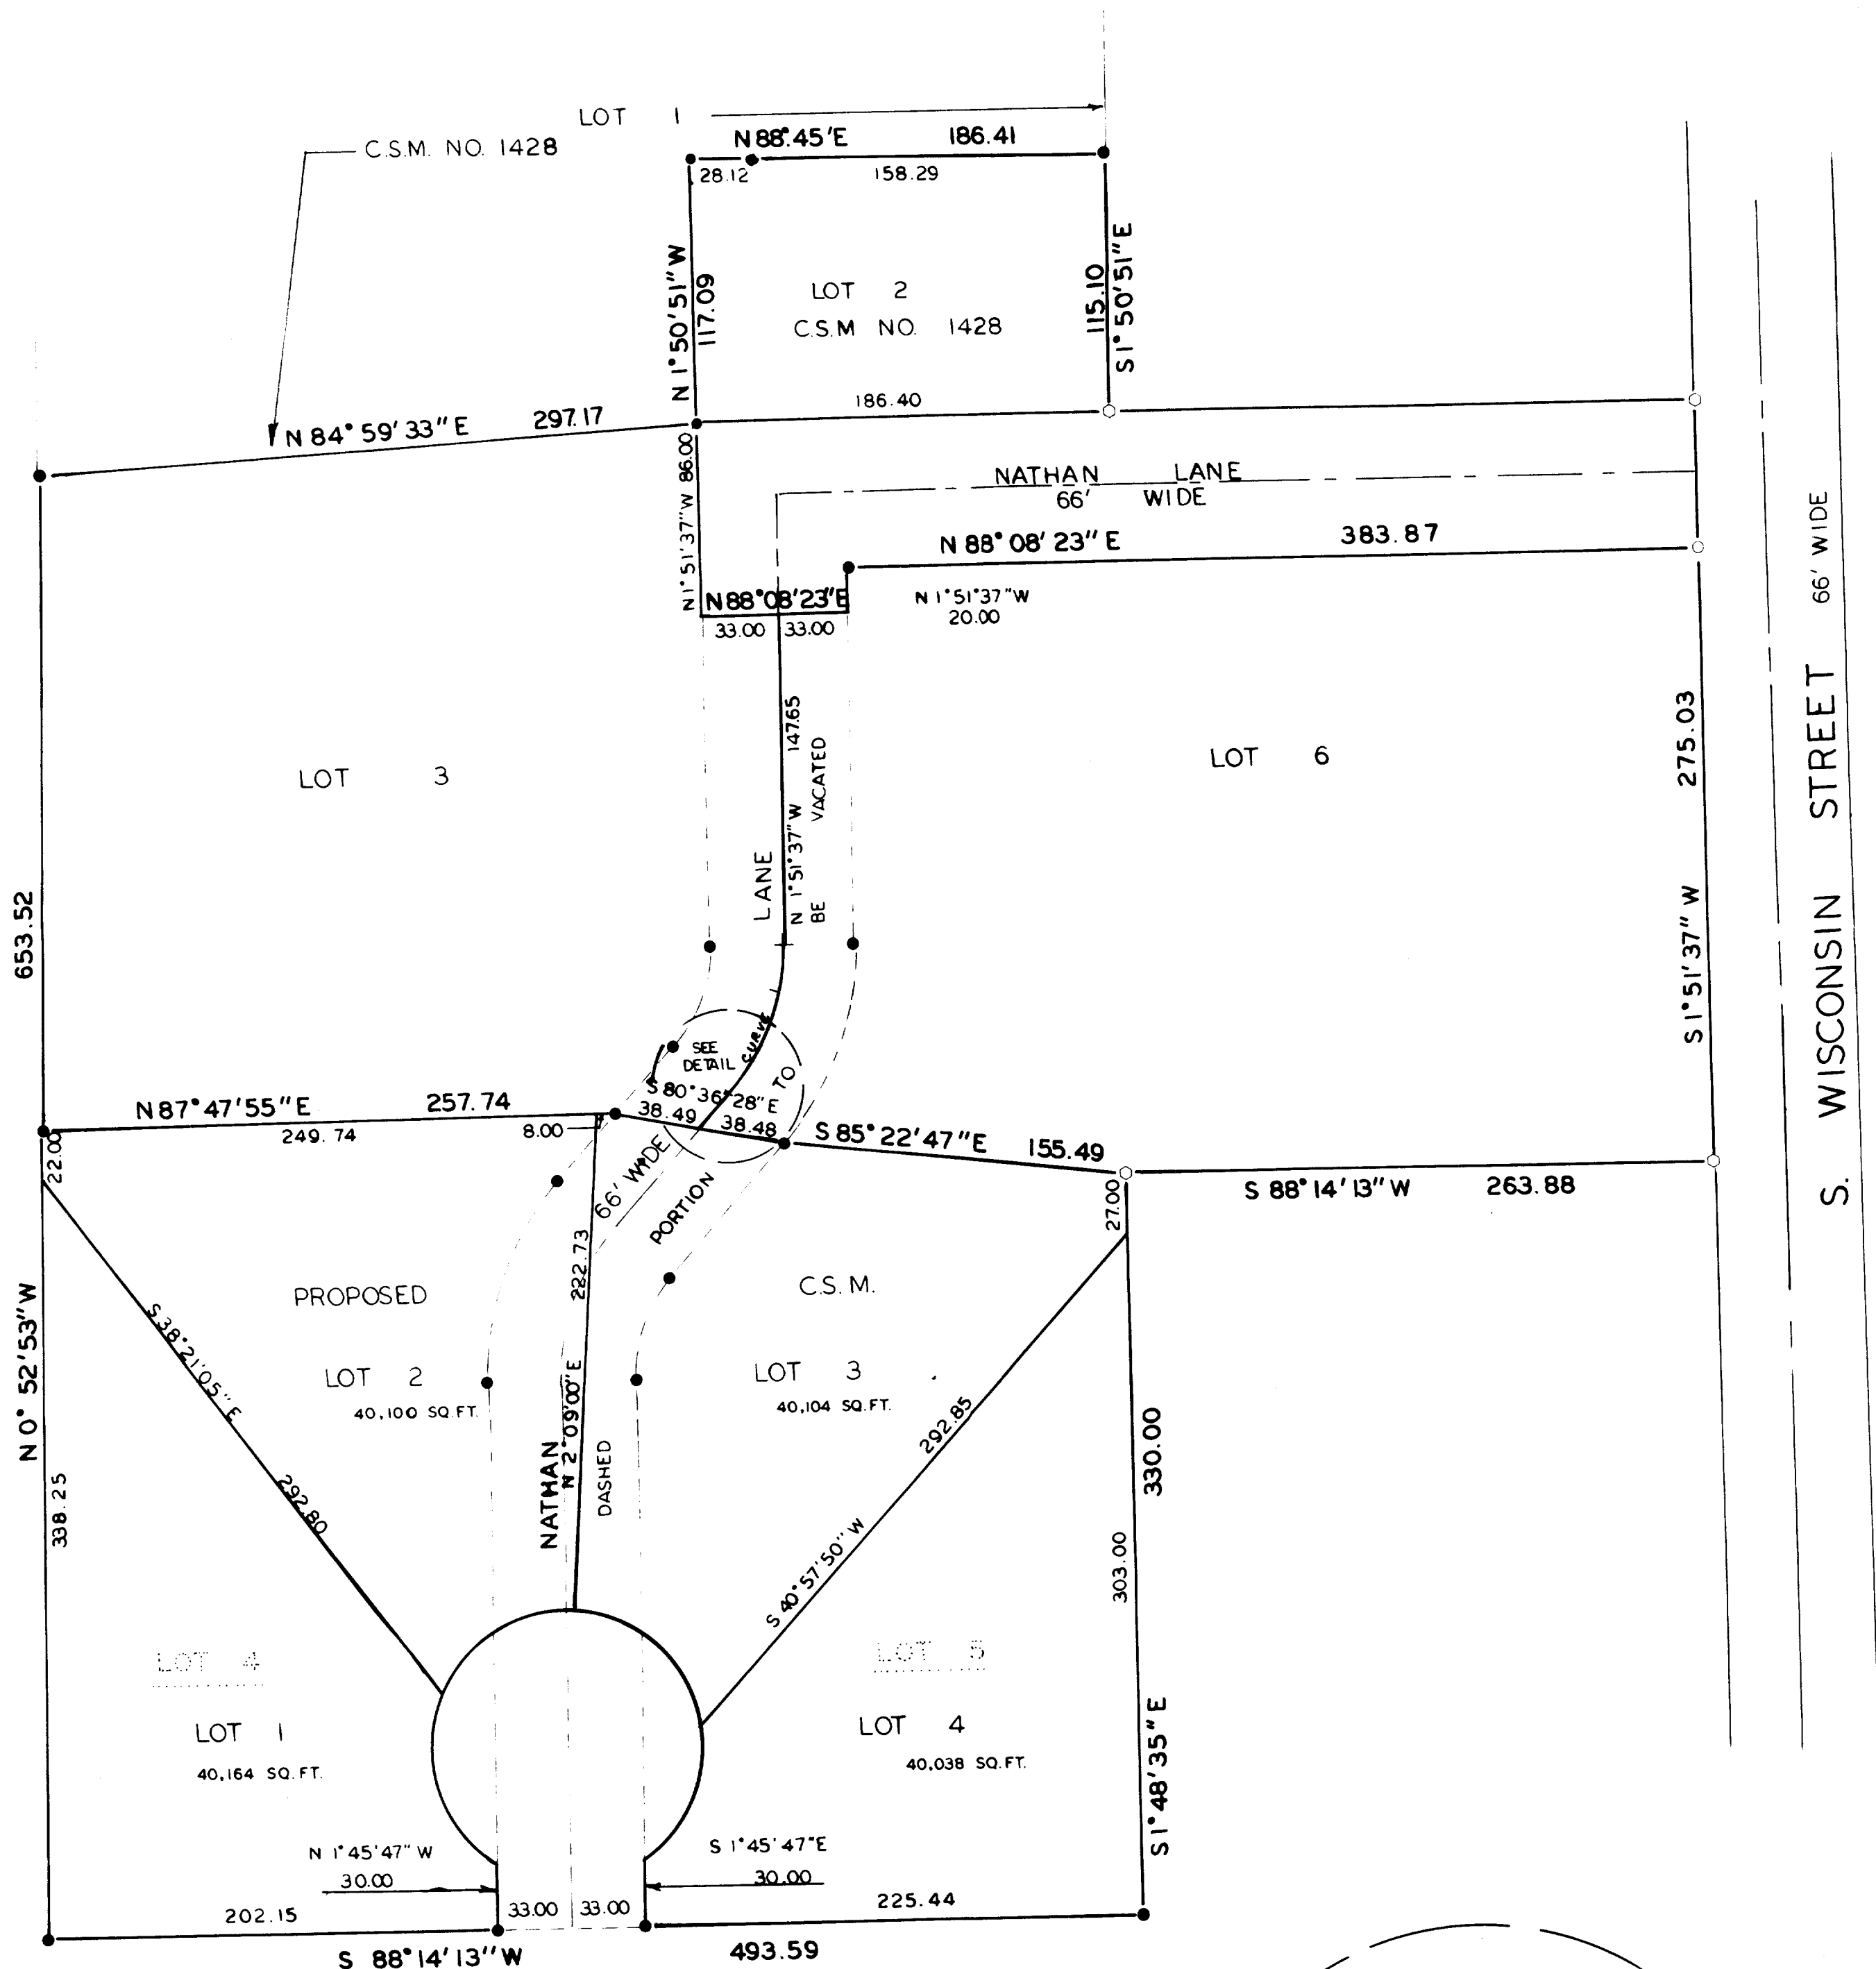 LOT 1
C.S.M. NO. 1428
N 88°.45'E 186.41
28.12 158.29
N 1°50'51"W
117.09
LOT 2
C.S.M NO. 1428
115.10
S 1°50'51"E
186.40
N 84°59'33"E 297.17
N 1°51'37"W 86.00
NATHAN LANE
66' WIDE
N 88°08'23"E 383.87
N 88°08'23"E
33.00 33.00
N 1°51'37"W
20.00
66' WIDE
S. WISCONSIN STREET
275.03
S 1°51'37"W
LOT 3
LOT 6
N 1°51'37"W 147.65
LANE
BE VACATED
653.52
SEE
DETAIL
CURVE
TO
S 80°36'28"E
38.49 38.48
N 87°47'55"E 257.74
249.74
8.00
22.00
S 85°22'47"E 155.49
27.00
S 88°14'13"W 263.88
66' WIDE
PORTION
222.73
N 2°09'00"E
NATHAN
DASHED
PROPOSED C.S.M.
LOT 2
40,100 SQ.FT.
LOT 3
40,104 SQ.FT.
S 38°21'05"E
292.80
292.85
S 40°57'50"W
N 0°52'53"W
338.25
330.00
303.00
S 1°48'35"E
LOT 4
LOT 5
LOT 1
40,164 SQ.FT.
LOT 4
40,038 SQ.FT.
N 1°45'47"W
30.00
S 1°45'47"E
30.00
202.15
33.00 33.00
225.44
S 88°14'13"W 493.59